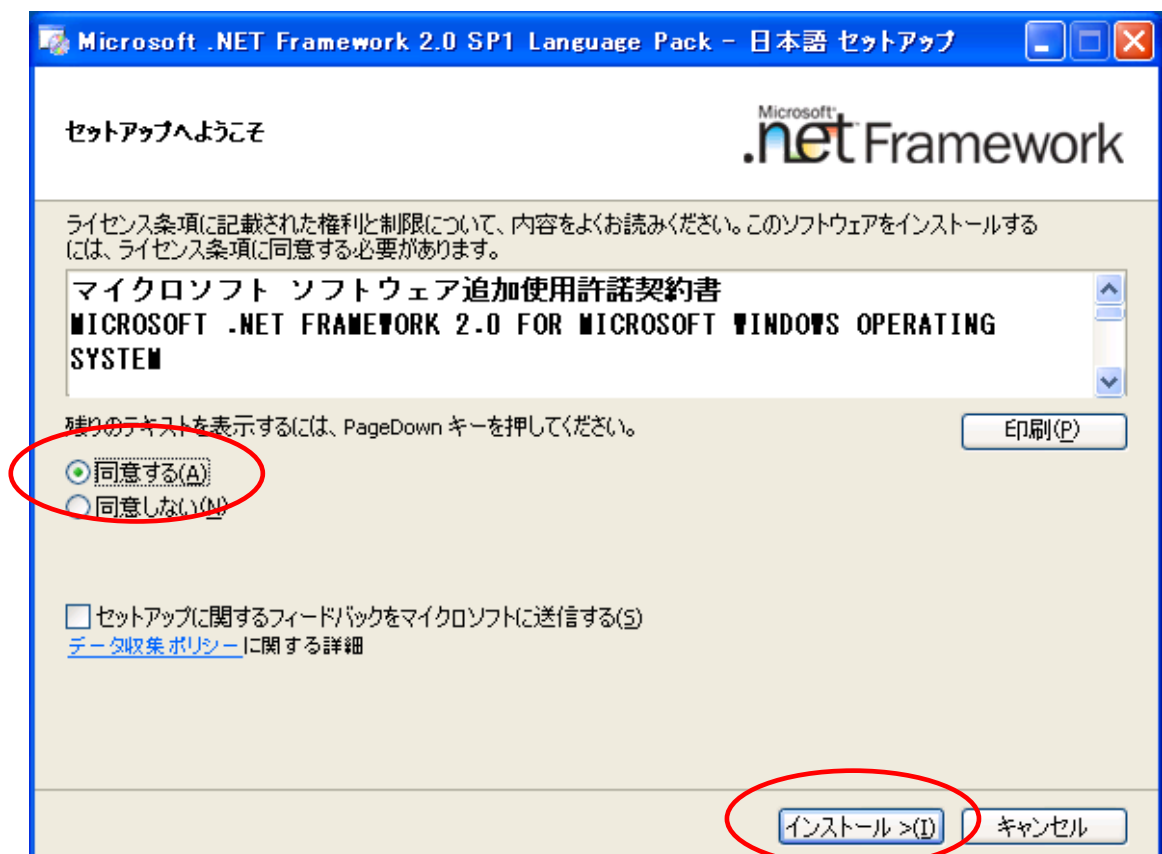 Microsoft .NET Framework 2.0 SP1 Language Pack - 日本語 セットアップ
セットアップへようこそ
Microsoft
.net Framework
ライセンス条項に記載された権利と制限について、内容をよくお読みください。このソフトウェアをインストールする
には、ライセンス条項に同意する必要があります。
マイクロソフト ソフトウェア追加使用許諾契約書
MICROSOFT .NET FRAMEWORK 2.0 FOR MICROSOFT WINDOWS OPERATING
SYSTEM
残りのテキストを表示するには、PageDown キーを押してください。
印刷(P)
同意する(A)
同意しない(N)
セットアップに関するフィードバックをマイクロソフトに送信する(S)
データ収集ポリシーに関する詳細
インストール >(I)
キャンセル